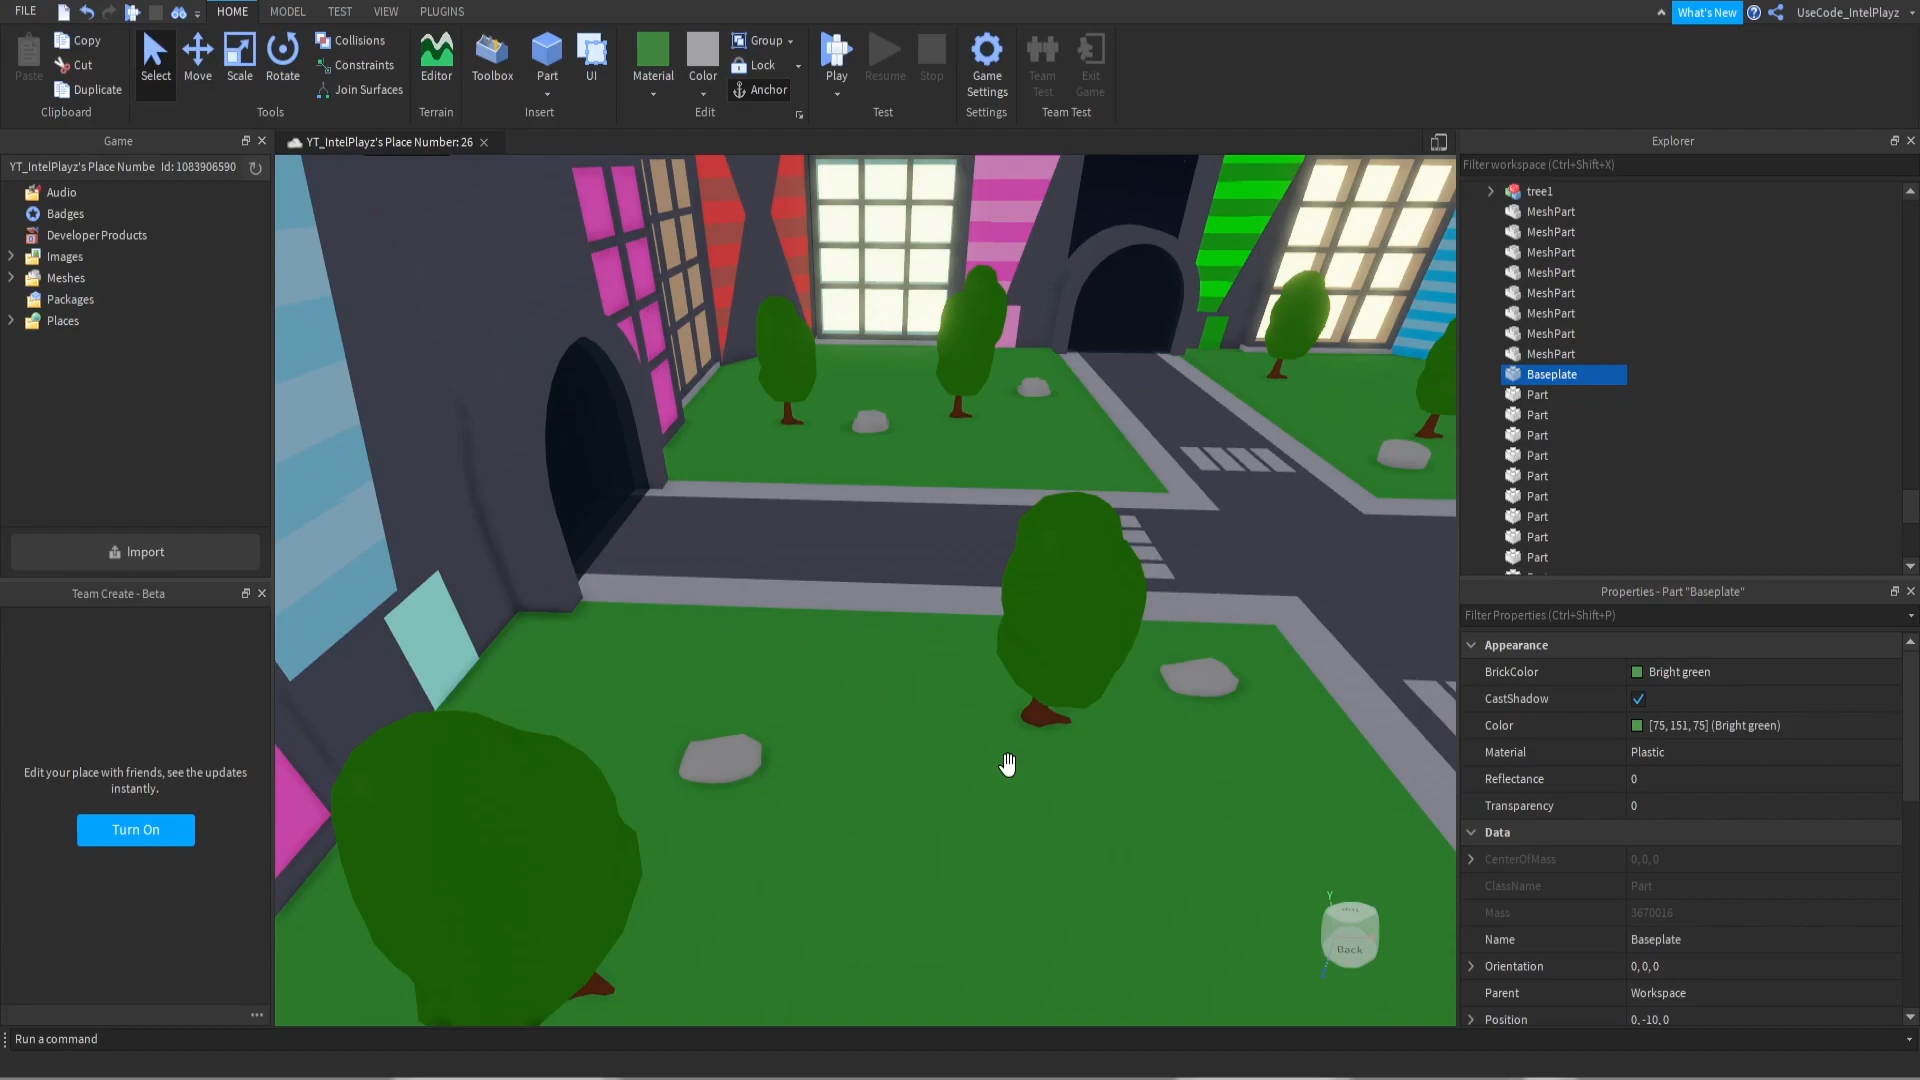 FILE
HOME
MODEL
TEST
VIEW
PLUGINS
What's New
UseCode_IntelPlayz
Paste
Copy
Cut
Duplicate
Clipboard
Select
Move
Scale
Rotate
Collisions
Constraints
Join Surfaces
Tools
Editor
Terrain
Toolbox
Part
UI
Insert
Material
Color
Group
Lock
Anchor
Edit
Play
Resume
Stop
Test
Game
Settings
Settings
Team
Test
Exit
Game
Team Test
Game
YT_IntelPlayz's Place Numbe Id: 1083906590
Audio
Badges
Developer Products
Images
Meshes
Packages
Places
Import
Team Create - Beta
Edit your place with friends, see the updates
instantly.
Turn On
YT_IntelPlayz's Place Number: 26
Y
Back
Explorer
Filter workspace (Ctrl+Shift+X)
tree1
MeshPart
MeshPart
MeshPart
MeshPart
MeshPart
MeshPart
MeshPart
MeshPart
Baseplate
Part
Part
Part
Part
Part
Part
Part
Part
Part
Properties - Part "Baseplate"
Filter Properties (Ctrl+Shift+P)
Appearance
BrickColor Bright green
CastShadow
Color [75, 151, 75] (Bright green)
Material Plastic
Reflectance 0
Transparency 0
Data
CenterOfMass 0, 0, 0
ClassName Part
Mass 3670016
Name Baseplate
Orientation 0, 0, 0
Parent Workspace
Position 0, -10, 0
Run a command